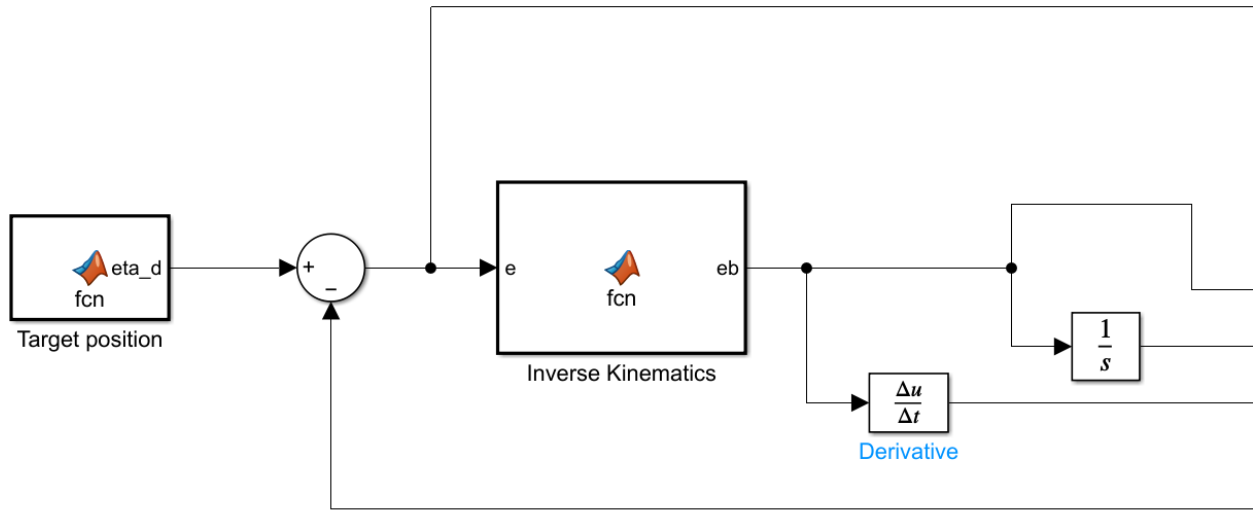 eta_d
fcn
Target position
+
−
e
eb
fcn
Inverse Kinematics
1
s
Δu
Δt
Derivative